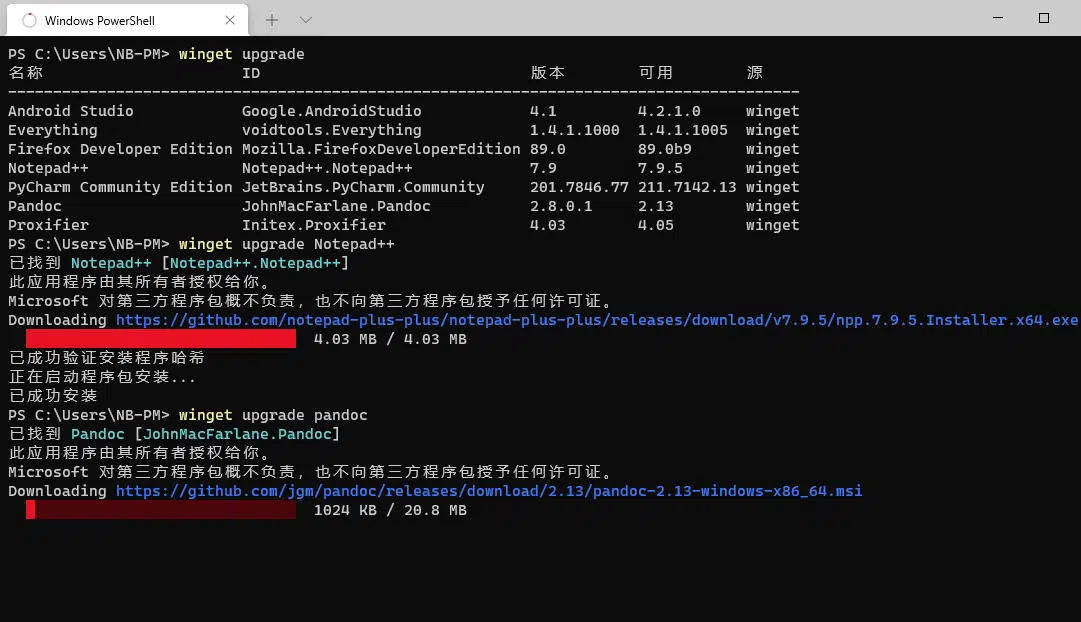 Windows PowerShell
PS C:\Users\NB-PM> winget upgrade
名称 ID 版本 可用 源
-----------------------------------------------------------------------------------------
Android Studio Google.AndroidStudio 4.1 4.2.1.0 winget
Everything voidtools.Everything 1.4.1.1000 1.4.1.1005 winget
Firefox Developer Edition Mozilla.FirefoxDeveloperEdition 89.0 89.0b9 winget
Notepad++ Notepad++.Notepad++ 7.9 7.9.5 winget
PyCharm Community Edition JetBrains.PyCharm.Community 201.7846.77 211.7142.13 winget
Pandoc JohnMacFarlane.Pandoc 2.8.0.1 2.13 winget
Proxifier Initex.Proxifier 4.03 4.05 winget
PS C:\Users\NB-PM> winget upgrade Notepad++
已找到 Notepad++ [Notepad++.Notepad++]
此应用程序由其所有者授权给你。
Microsoft 对第三方程序包概不负责，也不向第三方程序包授予任何许可证。
Downloading https://github.com/notepad-plus-plus/notepad-plus-plus/releases/download/v7.9.5/npp.7.9.5.Installer.x64.exe
4.03 MB / 4.03 MB
已成功验证安装程序哈希
正在启动程序包安装...
已成功安装
PS C:\Users\NB-PM> winget upgrade pandoc
已找到 Pandoc [JohnMacFarlane.Pandoc]
此应用程序由其所有者授权给你。
Microsoft 对第三方程序包概不负责，也不向第三方程序包授予任何许可证。
Downloading https://github.com/jgm/pandoc/releases/download/2.13/pandoc-2.13-windows-x86_64.msi
1024 KB / 20.8 MB